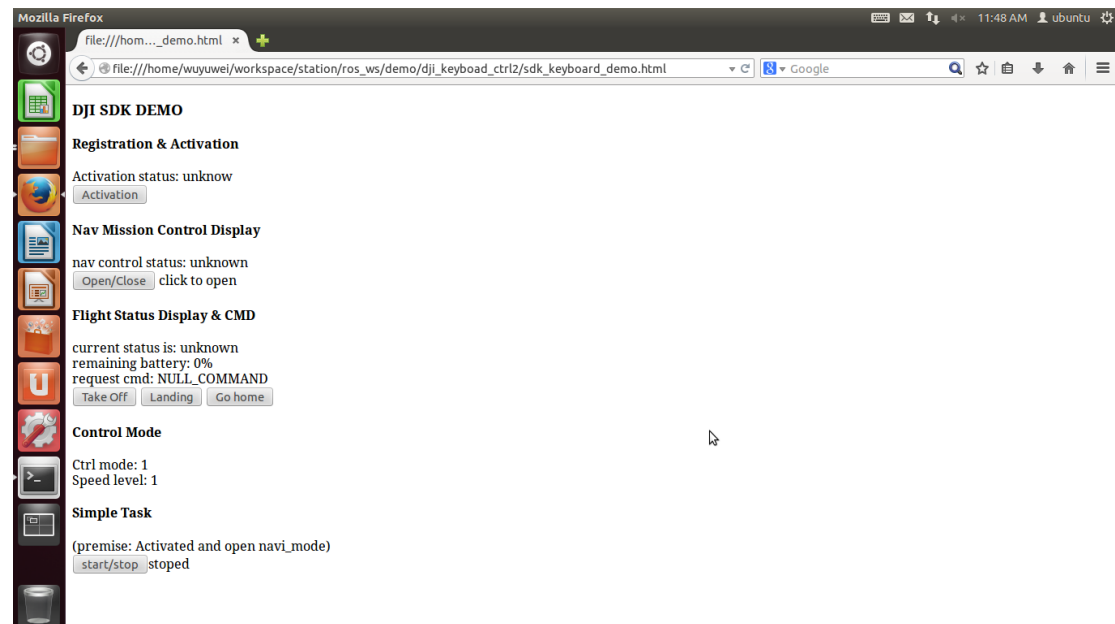 Mozilla Firefox
11:48 AM ubuntu
file:///hom..._demo.html ×
file:///home/wuyuwei/workspace/station/ros_ws/demo/dji_keyboad_ctrl2/sdk_keyboard_demo.html
Google
DJI SDK DEMO
Registration & Activation
Activation status: unknow
Activation
Nav Mission Control Display
nav control status: unknown
Open/Close click to open
Flight Status Display & CMD
current status is: unknown
remaining battery: 0%
request cmd: NULL_COMMAND
Take Off Landing Go home
Control Mode
Ctrl mode: 1
Speed level: 1
Simple Task
(premise: Activated and open navi_mode)
start/stop stoped